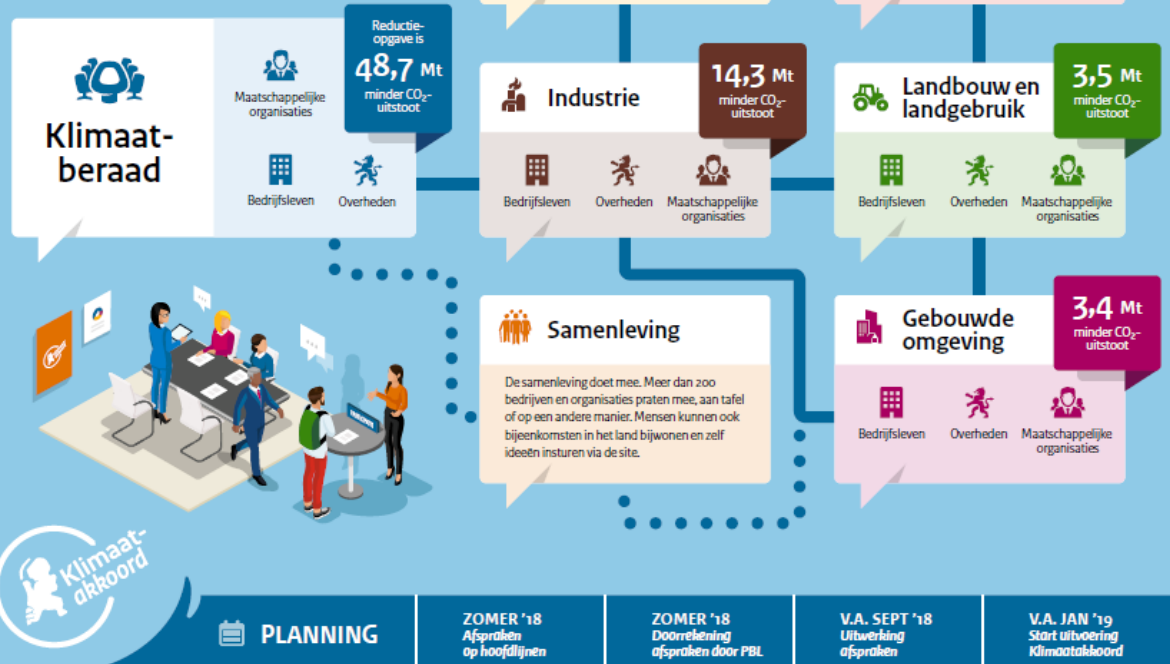 Klimaat-
beraad
Maatschappelijke
organisaties
Bedrijfsleven
Overheden
Reductie-
opgave is
48,7 Mt
minder CO₂-
uitstoot
Industrie
14,3 Mt
minder CO₂-
uitstoot
Bedrijfsleven
Overheden
Maatschappelijke
organisaties
Landbouw en
landgebruik
3,5 Mt
minder CO₂-
uitstoot
Bedrijfsleven
Overheden
Maatschappelijke
organisaties
Samenleving
De samenleving doet mee. Meer dan 200
bedrijven en organisaties praten mee, aan tafel
of op een andere manier. Mensen kunnen ook
bijeenkomsten in het land bijwonen en zelf
ideeën insturen via de site.
Gebouwde
omgeving
3,4 Mt
minder CO₂-
uitstoot
Bedrijfsleven
Overheden
Maatschappelijke
organisaties
Klimaat-
akkoord
PLANNING
ZOMER '18
Afspraken
op hoofdlijnen
ZOMER '18
Doorrekening
afspraken door PBL
V.A. SEPT '18
Uitwerking
afspraken
V.A. JAN '19
Start uitvoering
Klimaatakkoord